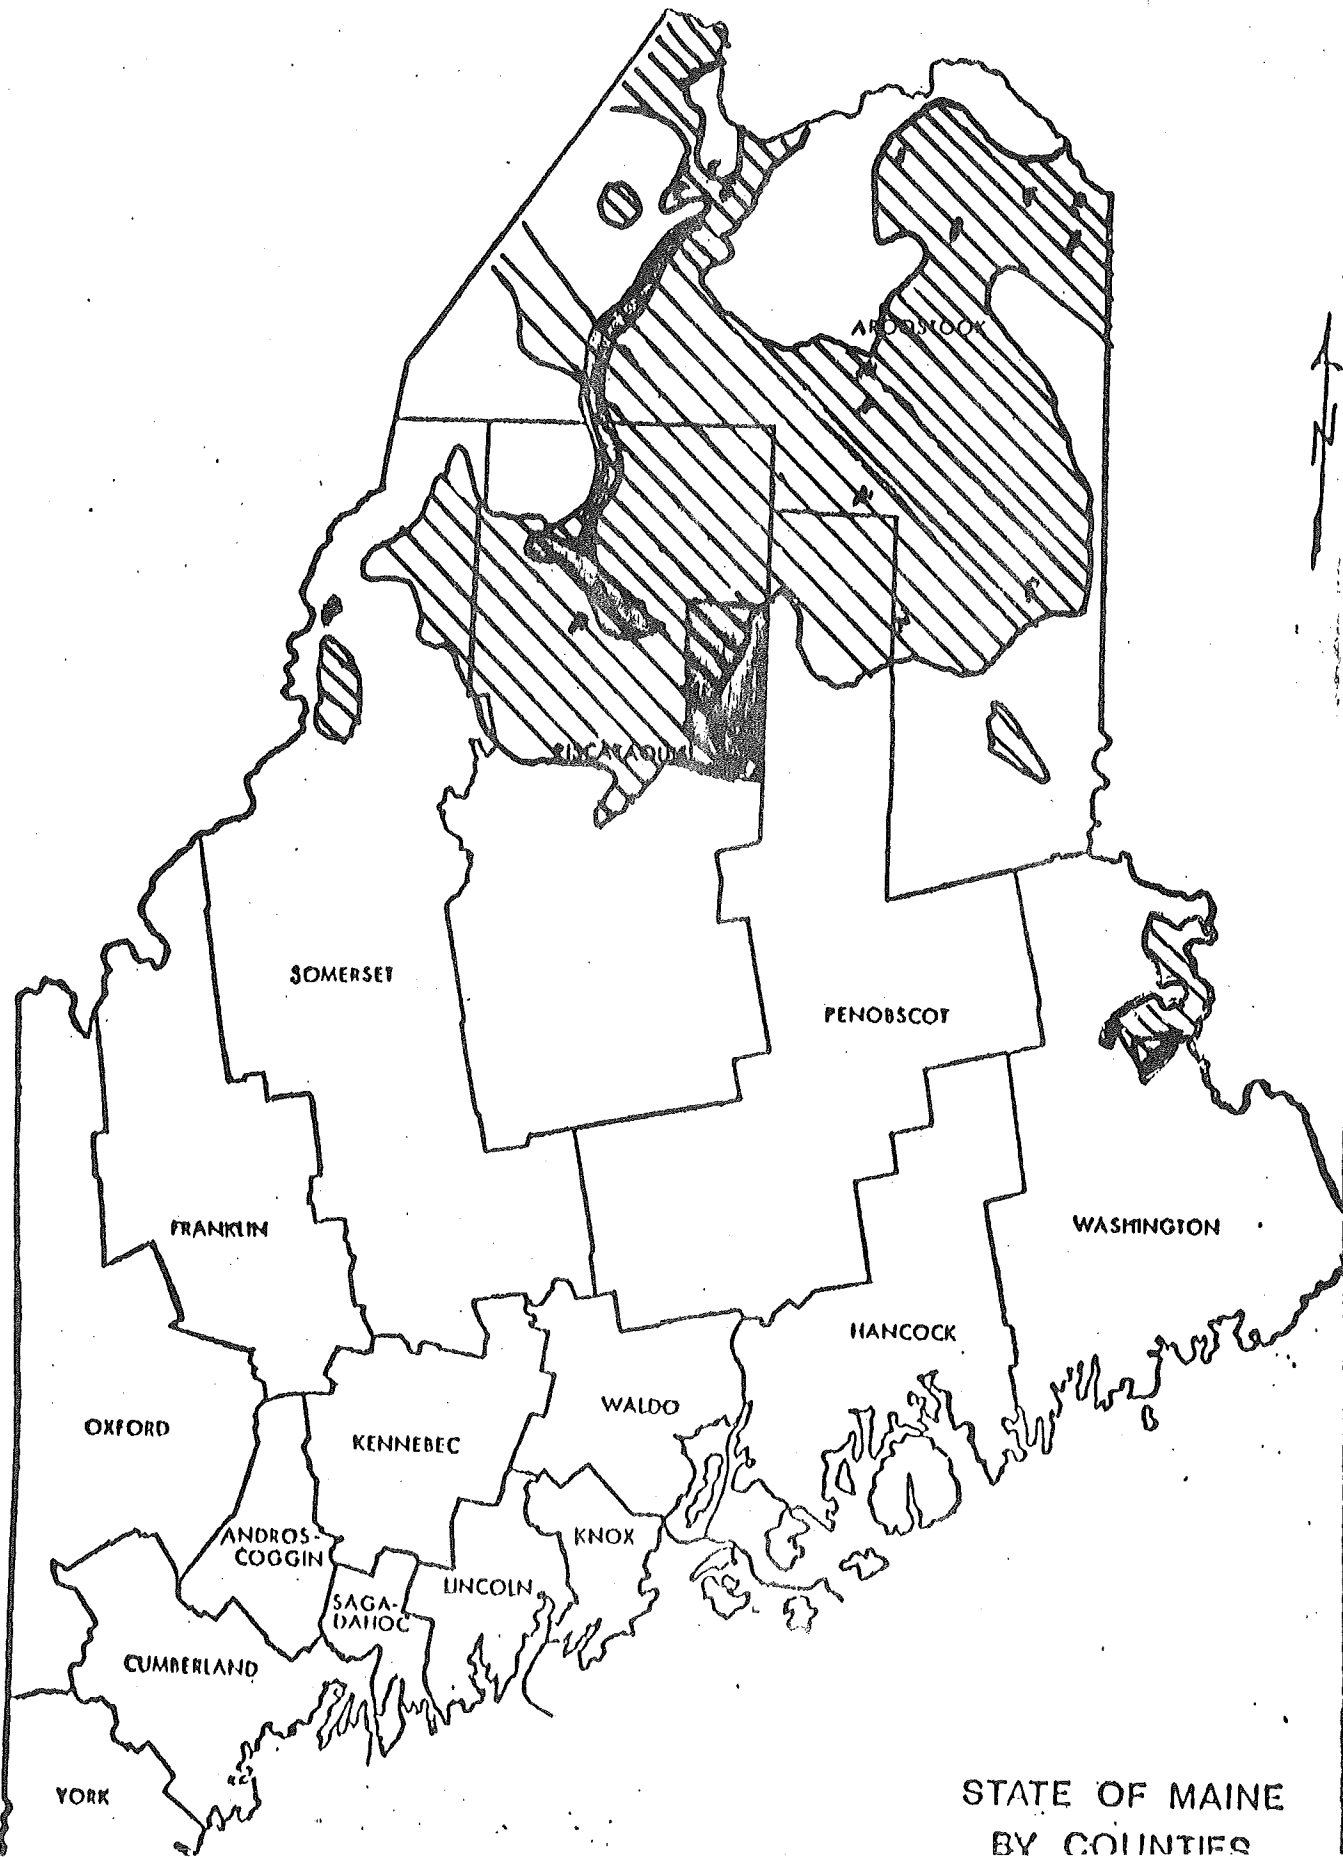 AROOSTOOK
PISCATAQUIS
SOMERSET
PENOBSCOT
FRANKLIN
WASHINGTON
HANCOCK
WALDO
OXFORD
KENNEBEC
ANDROS-
COGGIN
KNOX
LINCOLN
SAGA-
DAHOC
CUMBERLAND
YORK
STATE OF MAINE
BY COUNTIES